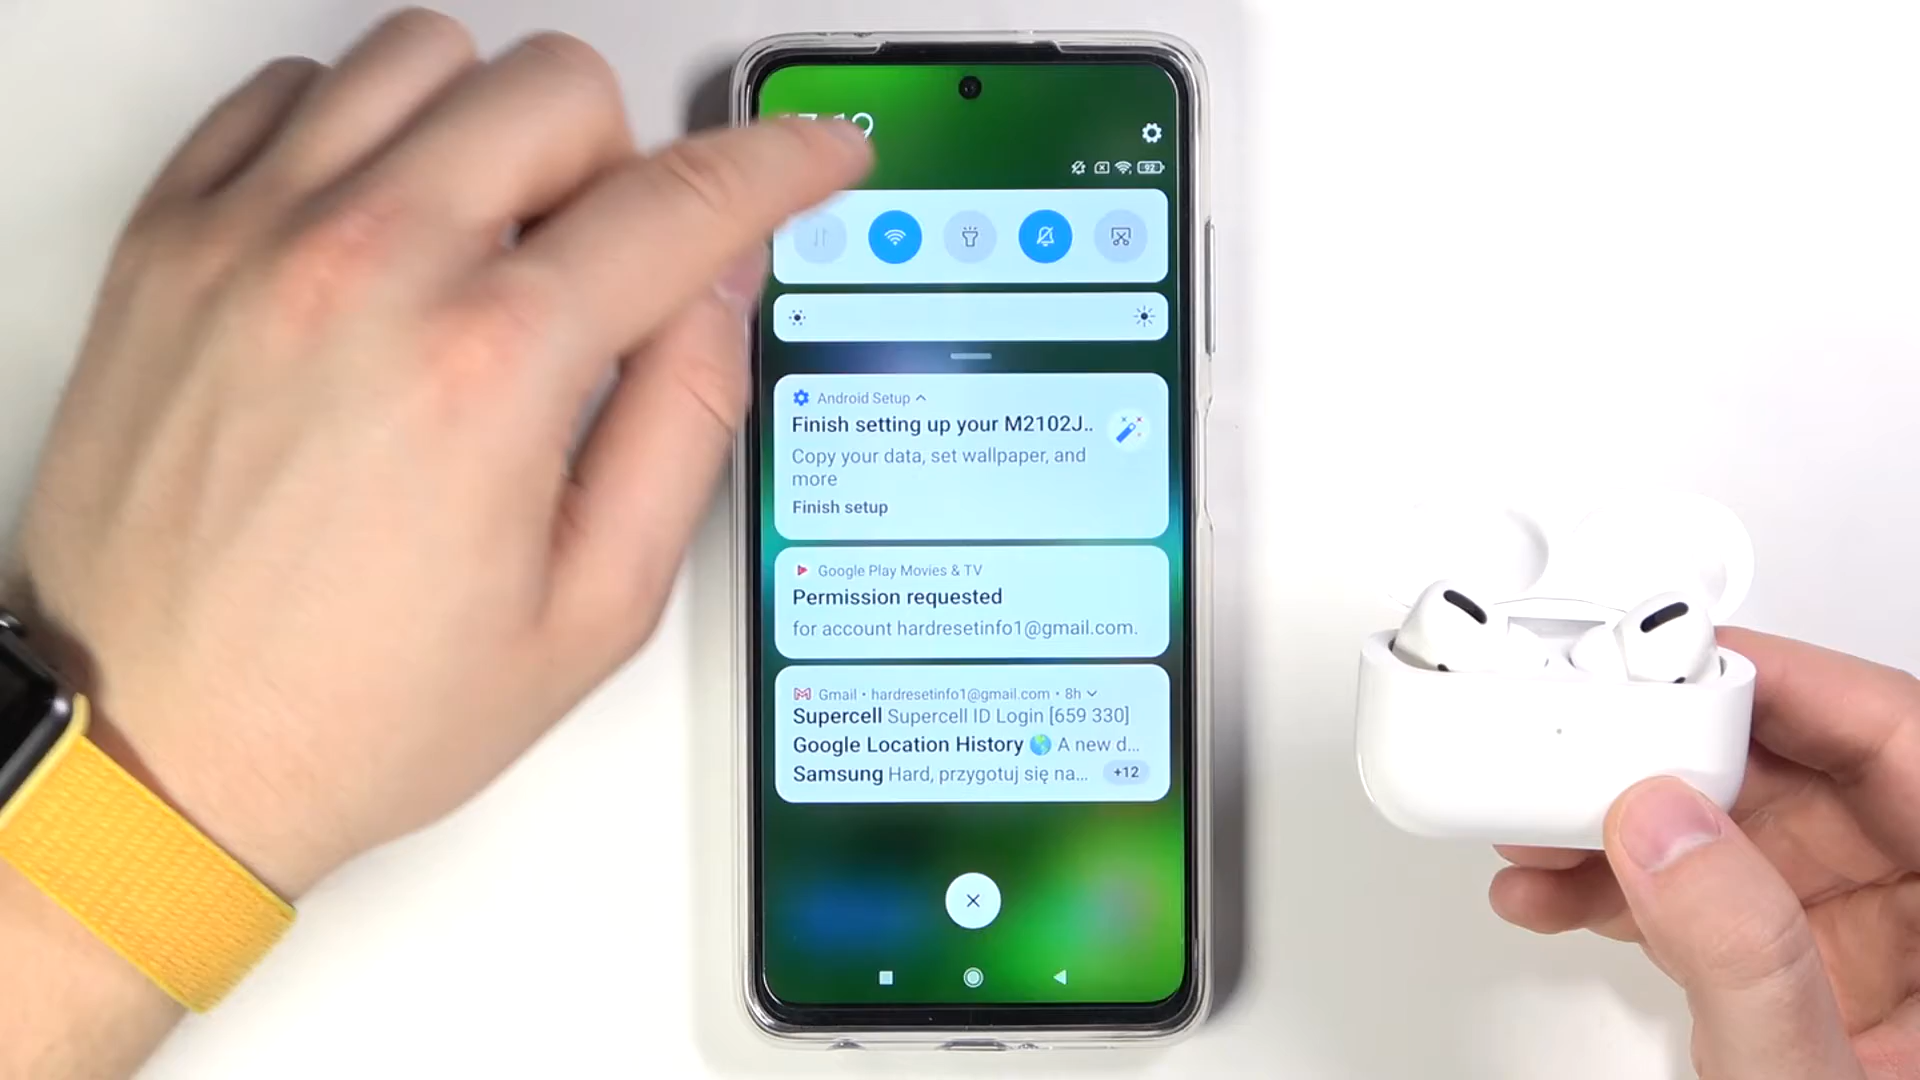 92
Android Setup
Finish setting up your M2102J..
Copy your data, set wallpaper, and
more
Finish setup
Google Play Movies & TV
Permission requested
for account hardresetinfo1@gmail.com.
Gmail • hardresetinfo1@gmail.com • 8h
Supercell Supercell ID Login [659 330]
Google Location History A new d...
Samsung Hard, przygotuj się na...
+12